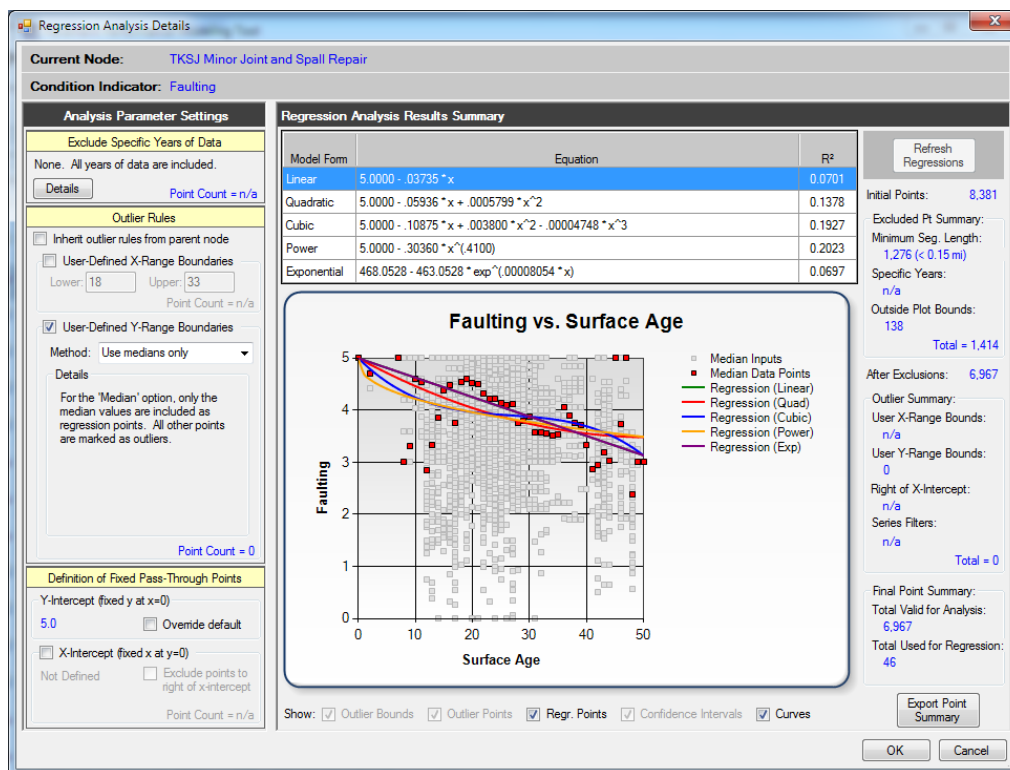 Regression Analysis Details
Current Node: TKSJ Minor Joint and Spall Repair
Condition Indicator: Faulting
Analysis Parameter Settings
Exclude Specific Years of Data
None. All years of data are included.
Details
Point Count = n/a
Outlier Rules
Inherit outlier rules from parent node
User-Defined X-Range Boundaries
Lower: 18 Upper: 33
Point Count = n/a
User-Defined Y-Range Boundaries
Method: Use medians only
Details
For the 'Median' option, only the
median values are included as
regression points. All other points
are marked as outliers.
Point Count = 0
Definition of Fixed Pass-Through Points
Y-Intercept (fixed y at x=0)
5.0 Override default
X-Intercept (fixed x at y=0)
Not Defined
Exclude points to
right of x-intercept
Point Count = n/a
Regression Analysis Results Summary
Model Form Equation R²
Linear 5.0000 - .03735 * x 0.0701
Quadratic 5.0000 - .05936 * x + .0005799 * x^2 0.1378
Cubic 5.0000 - .10875 * x + .003800 * x^2 - .00004748 * x^3 0.1927
Power 5.0000 - .30360 * x^(.4100) 0.2023
Exponential 468.0528 - 463.0528 * exp^(.00008054 * x) 0.0697
Faulting vs. Surface Age
5
4
3
2
1
0
Faulting
0 10 20 30 40 50
Surface Age
Median Inputs
Median Data Points
Regression (Linear)
Regression (Quad)
Regression (Cubic)
Regression (Power)
Regression (Exp)
Show: Outlier Bounds Outlier Points Regr. Points Confidence Intervals Curves
Refresh
Regressions
Initial Points: 8,381
Excluded Pt Summary:
Minimum Seg. Length:
1,276 (< 0.15 mi)
Specific Years:
n/a
Outside Plot Bounds:
138
Total = 1,414
After Exclusions: 6,967
Outlier Summary:
User X-Range Bounds:
n/a
User Y-Range Bounds:
0
Right of X-Intercept:
n/a
Series Filters:
n/a
Total = 0
Final Point Summary:
Total Valid for Analysis:
6,967
Total Used for Regression:
46
Export Point
Summary
OK Cancel